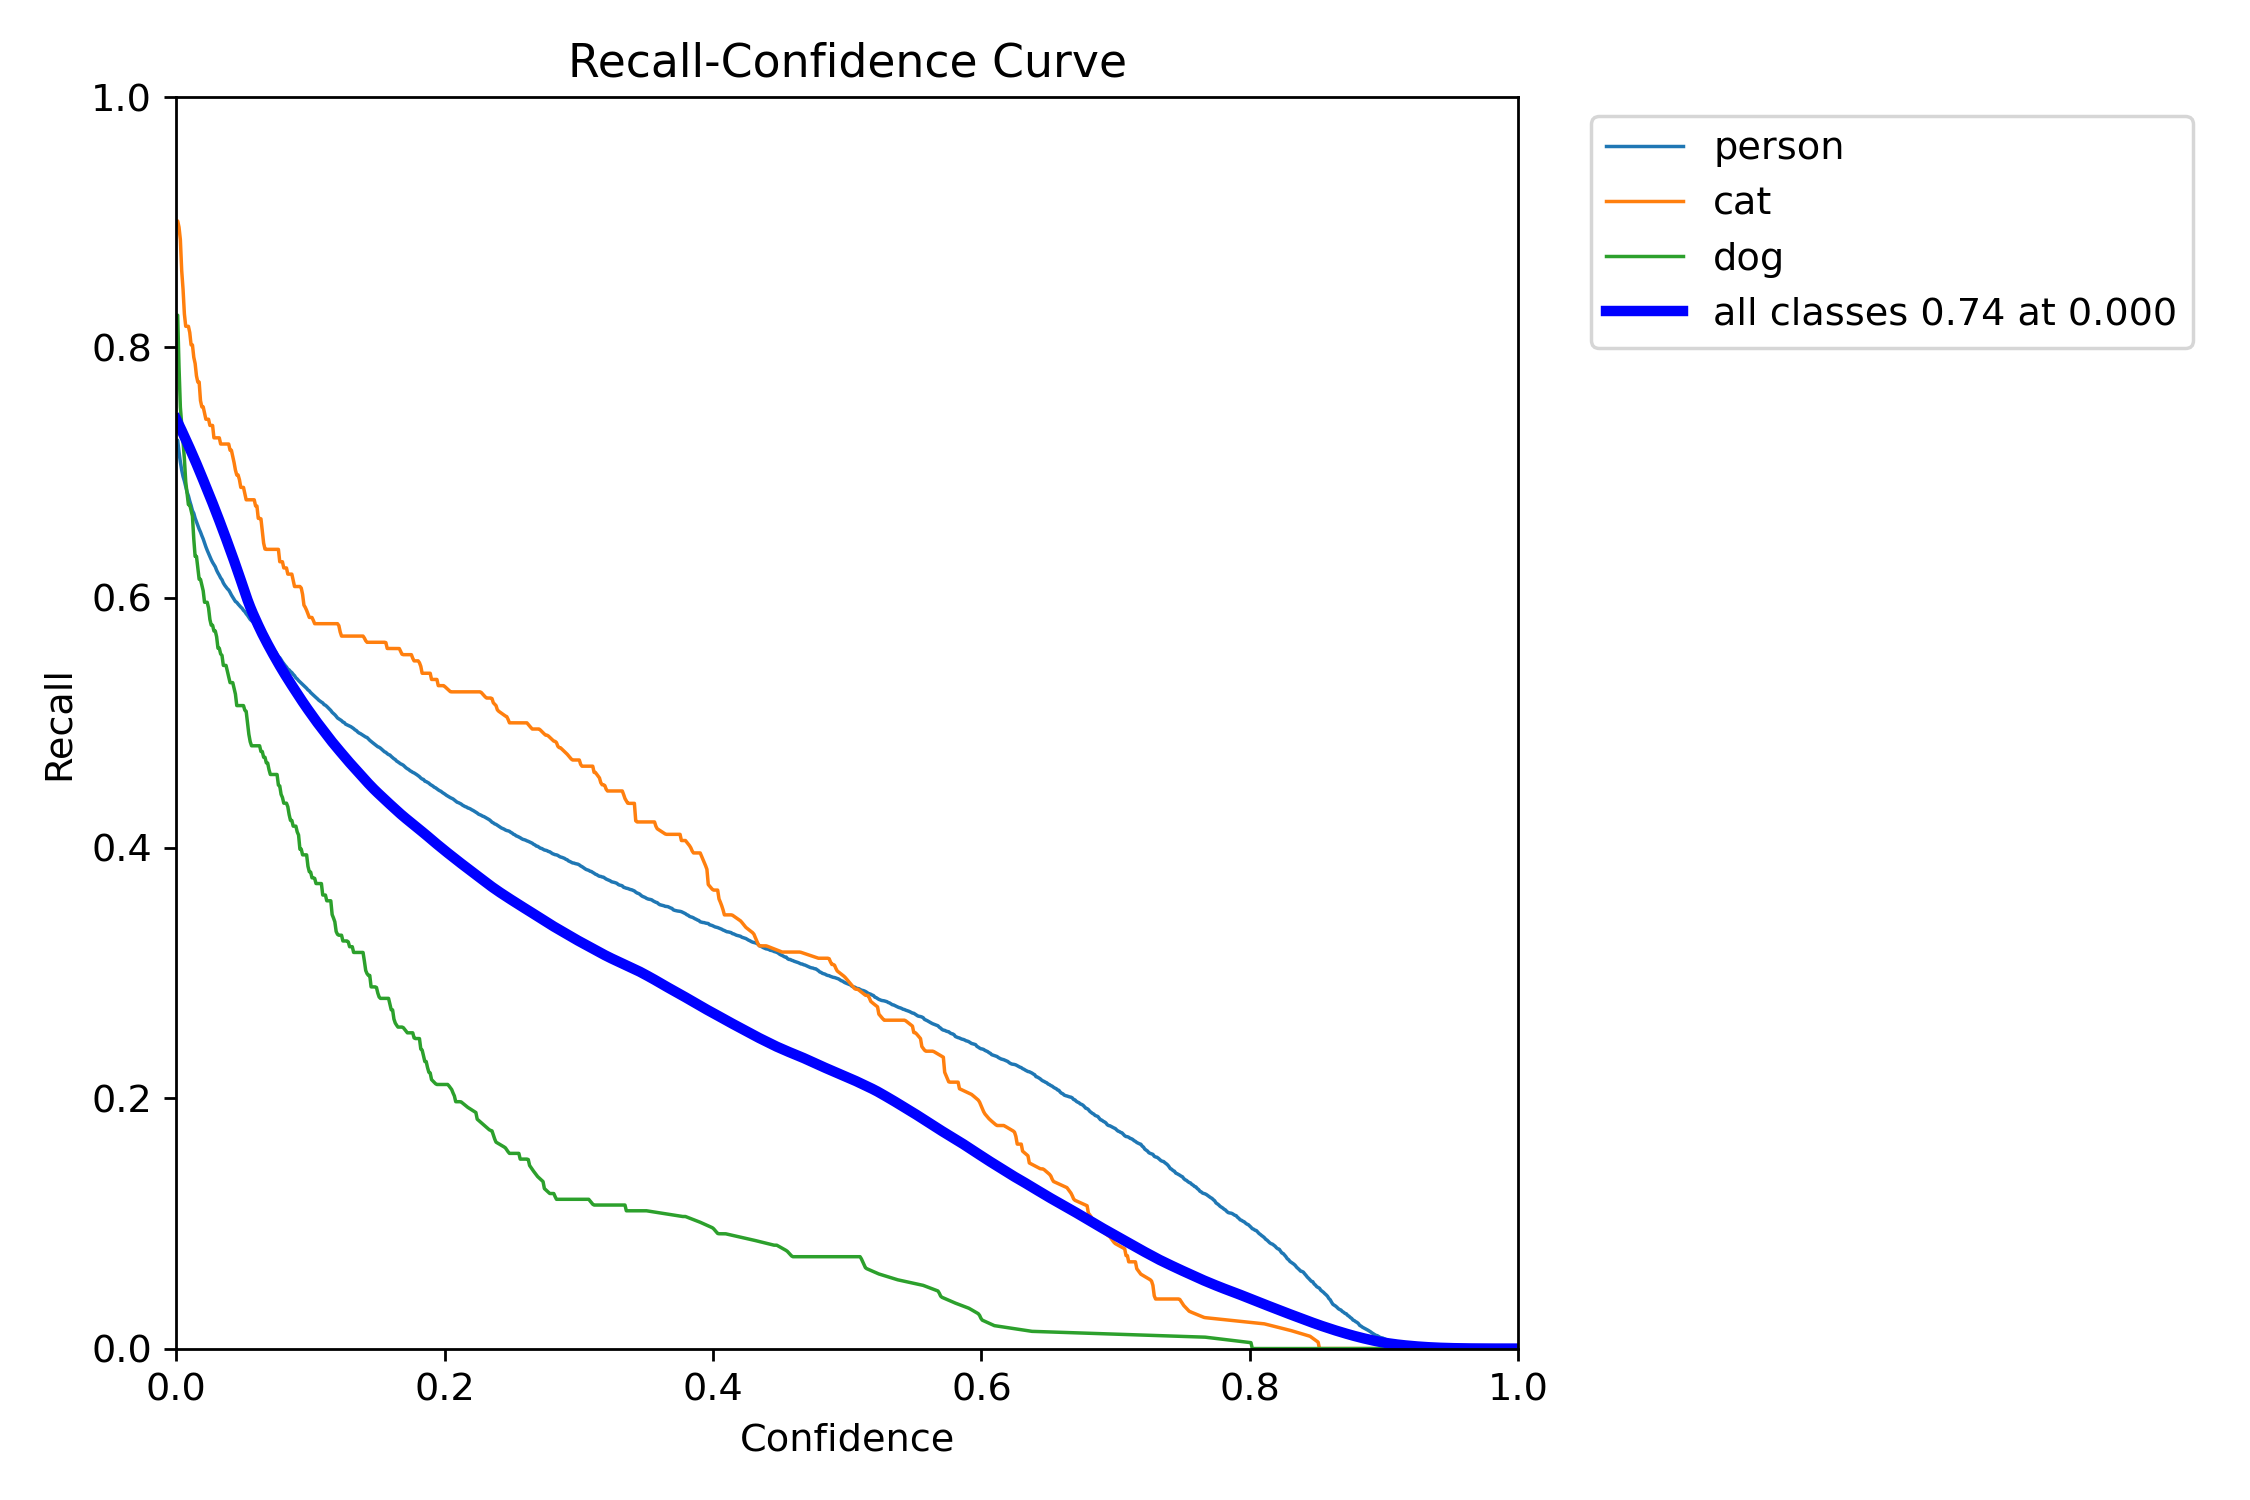 Recall-Confidence Curve
1.0
0.8
0.6
0.4
0.2
0.0
Recall
0.0 0.2 0.4 0.6 0.8 1.0
Confidence
person
cat
dog
all classes 0.74 at 0.000